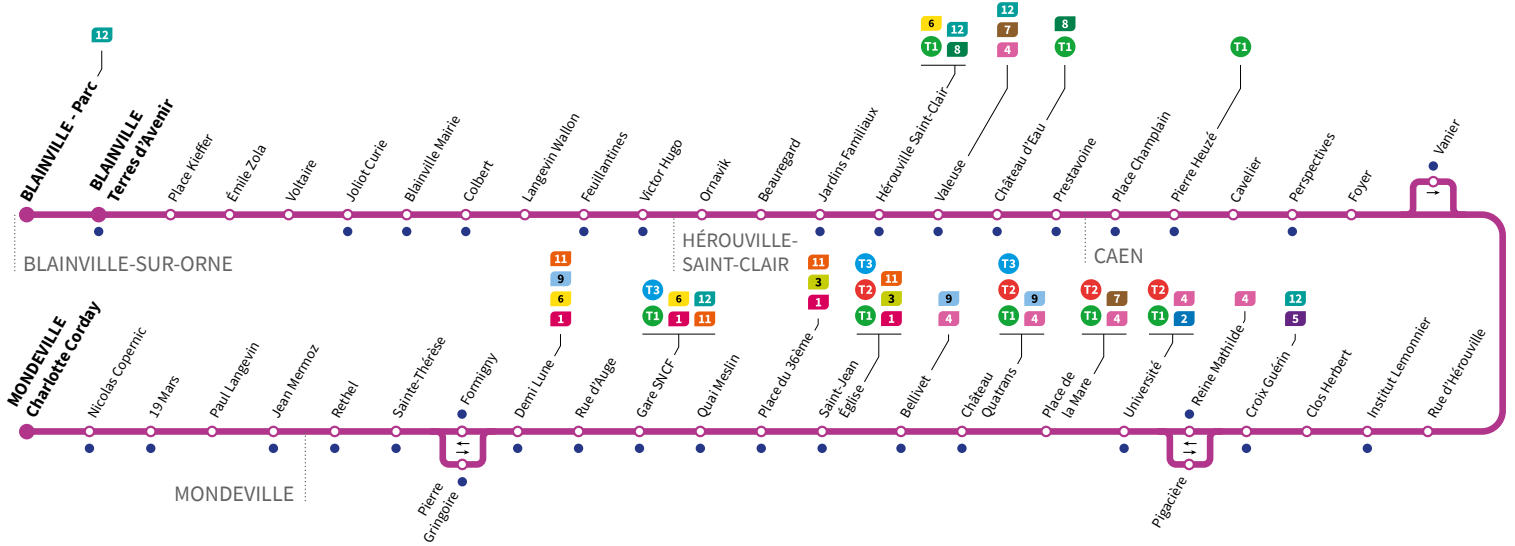 12
6
12
T1
8
12
7
4
8
T1
T1
BLAINVILLE - Parc
BLAINVILLE
Terres d'Avenir
Place Kieffer
Émile Zola
Voltaire
Joliot Curie
Blainville Mairie
Colbert
Langevin Wallon
Feuillantines
Victor Hugo
Ornavik
Beauregard
Jardins Familiaux
Hérouville Saint-Clair
Valeuse
Château d'Eau
Prestavoine
Place Champlain
Pierre Heuzé
Cavelier
Perspectives
Foyer
Vanier
BLAINVILLE-SUR-ORNE
HÉROUVILLE-
SAINT-CLAIR
CAEN
11
9
6
1
T3
6
12
T1
1
11
11
3
1
T3
T2
11
3
T1
1
9
4
T3
T2
9
T1
4
T2
7
T1
4
T2
4
T1
2
4
12
5
MONDEVILLE
Charlotte Corday
Nicolas Copernic
19 Mars
Paul Langevin
Jean Mermoz
Rethel
Sainte-Thérèse
Formigny
Demi Lune
Rue d'Auge
Gare SNCF
Quai Meslin
Place du 36ème
Saint-Jean
Église
Bellivet
Château
Quatrans
Place de
la Mare
Université
Reine Mathilde
Croix Guérin
Clos Herbert
Institut Lemonnier
Rue d'Hérouville
MONDEVILLE
Pierre
Gringoire
Pigacière